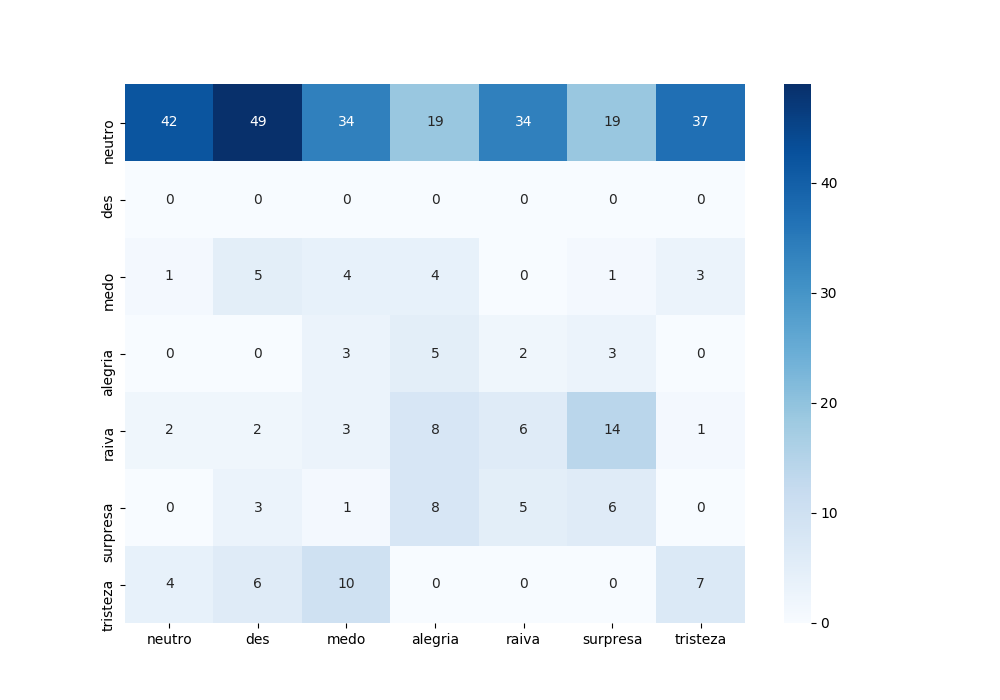 neutro 42 49 34 19 34 19 37
des 0 0 0 0 0 0 0
medo 1 5 4 4 0 1 3
alegria 0 0 3 5 2 3 0
raiva 2 2 3 8 6 14 1
surpresa 0 3 1 8 5 6 0
tristeza 4 6 10 0 0 0 7
neutro des medo alegria raiva surpresa tristeza
40
30
20
10
0